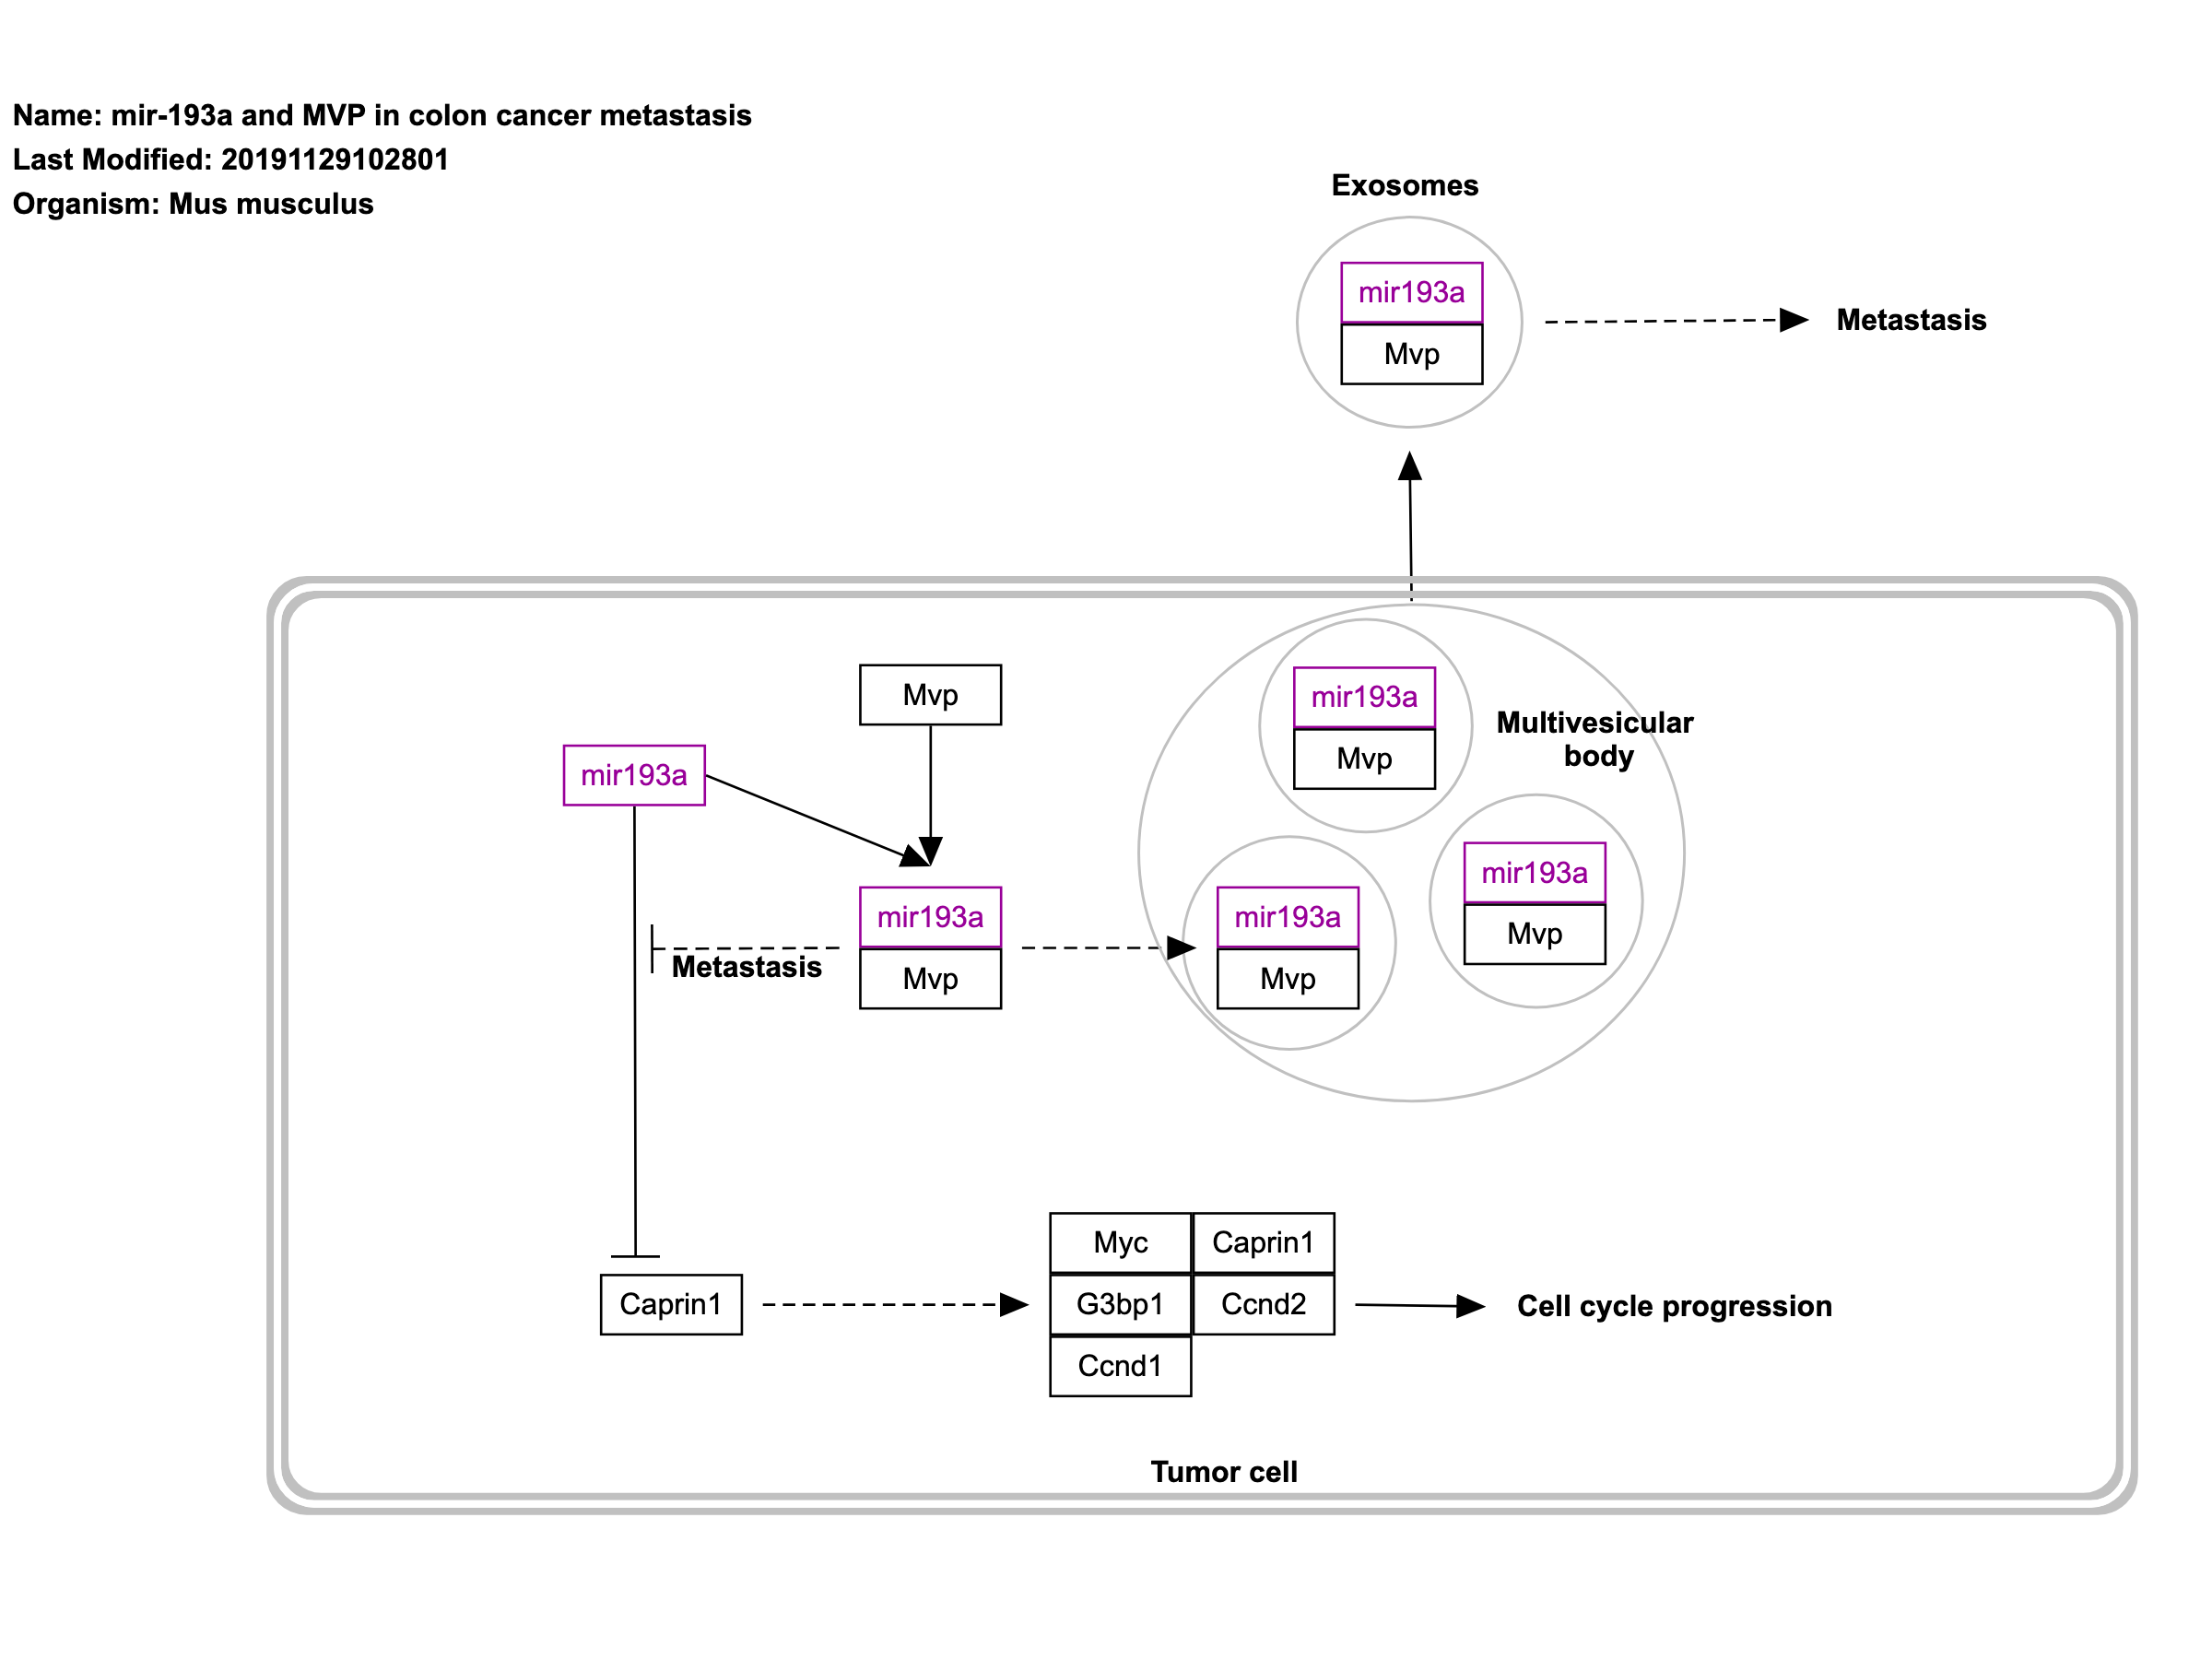 Name: mir-193a and MVP in colon cancer metastasis
Last Modified: 20191129102801
Organism: Mus musculus
Exosomes
mir193a
Mvp
Metastasis
Mvp
mir193a
mir193a
Mvp
Multivesicular
body
mir193a
Mvp
mir193a
Mvp
Metastasis
mir193a
Mvp
Caprin1
Myc
Caprin1
G3bp1
Ccnd2
Ccnd1
Cell cycle progression
Tumor cell